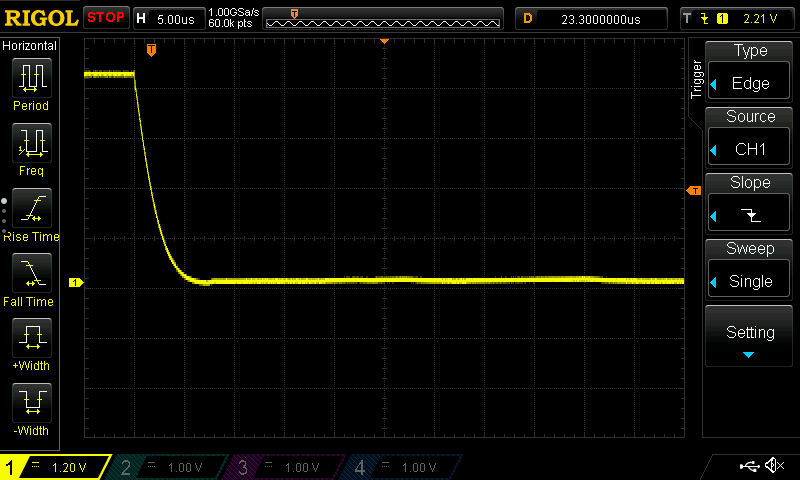 RIGOL STOP H 5.00us 1.00GSa/s 60.0k pts T D 23.3000000us T 1 2.21 V
Horizontal
Period
Freq
Rise Time
Fall Time
+Width
-Width
T
T
1
Trigger
Type
Edge
Source
CH1
Slope
Sweep
Single
Setting
1 1.20 V 2 1.00 V 3 1.00 V 4 1.00 V